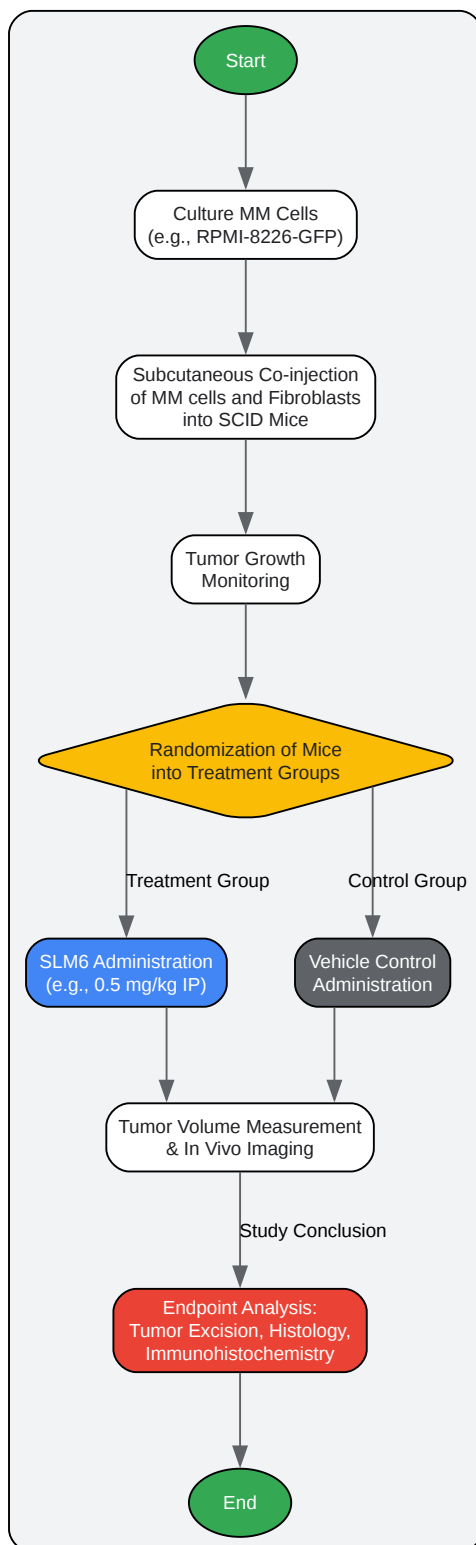 Start
Culture MM Cells
(e.g., RPMI-8226-GFP)
Subcutaneous Co-injection
of MM cells and Fibroblasts
into SCID Mice
Tumor Growth
Monitoring
Randomization of Mice
into Treatment Groups
Treatment Group
Control Group
SLM6 Administration
(e.g., 0.5 mg/kg IP)
Vehicle Control
Administration
Tumor Volume Measurement
& In Vivo Imaging
Study Conclusion
Endpoint Analysis:
Tumor Excision, Histology,
Immunohistochemistry
End